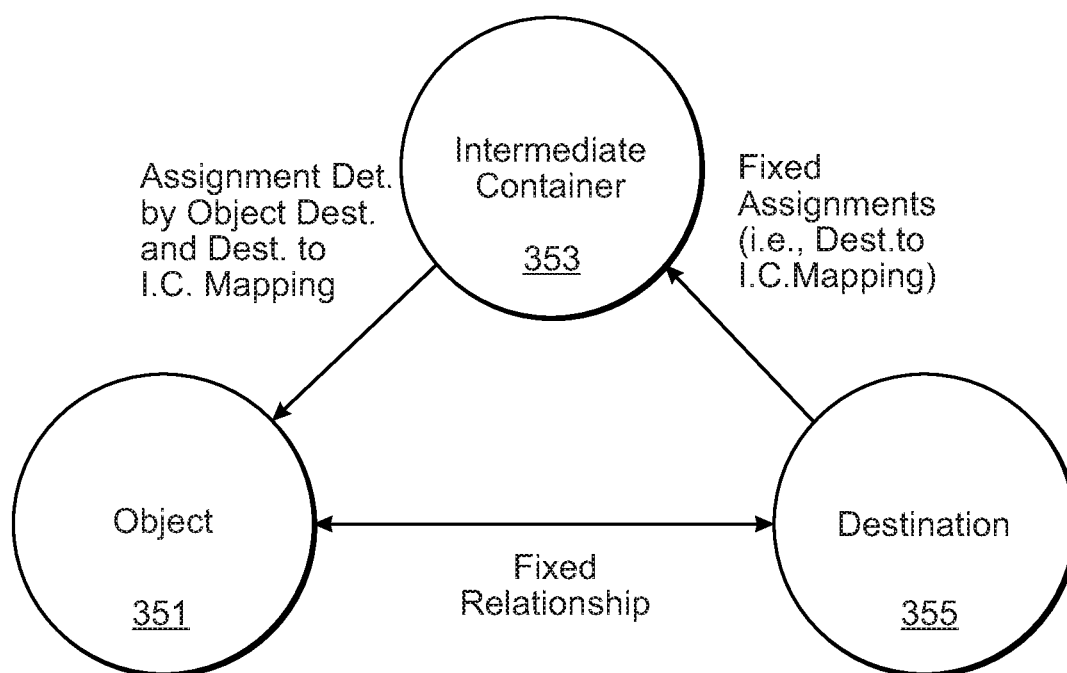 Intermediate
Container
353
Assignment Det.
by Object Dest.
and Dest. to
I.C. Mapping
Fixed
Assignments
(i.e., Dest.to
I.C.Mapping)
Object
351
Fixed
Relationship
Destination
355